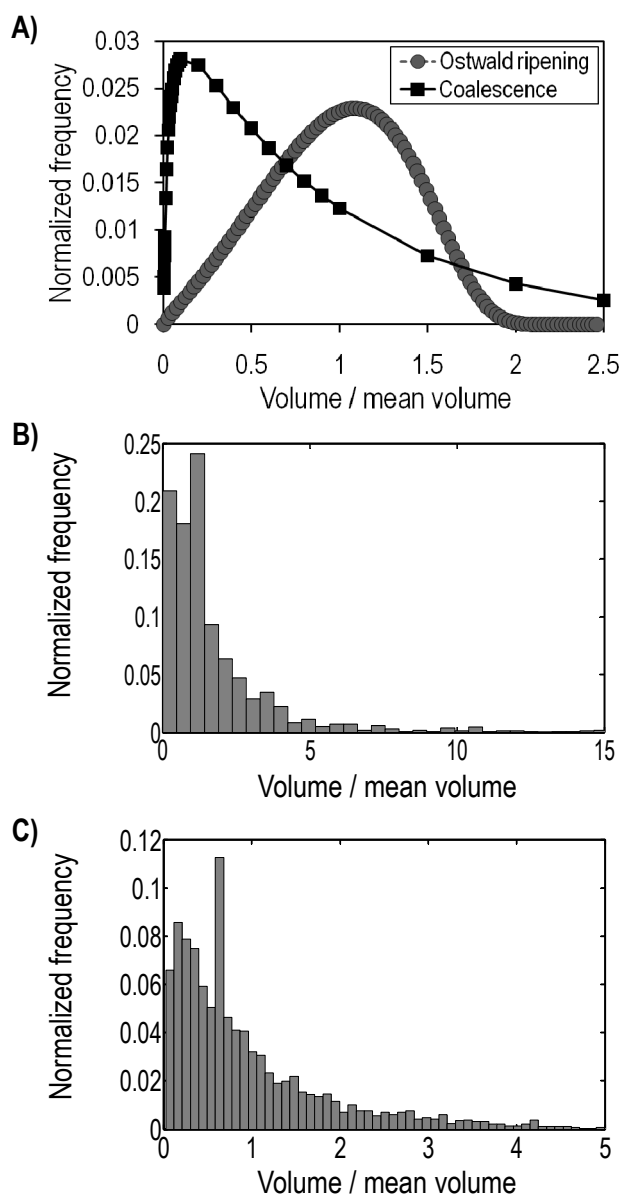 A)
0.03
0.025
0.02
0.015
0.01
0.005
0
Normalized frequency
Ostwald ripening
Coalescence
0 0.5 1 1.5 2 2.5
Volume / mean volume
B)
0.25
0.2
0.15
0.1
0.05
0
Normalized frequency
0 5 10 15
Volume / mean volume
C)
0.12
0.1
0.08
0.06
0.04
0.02
0
Normalized frequency
0 1 2 3 4 5
Volume / mean volume